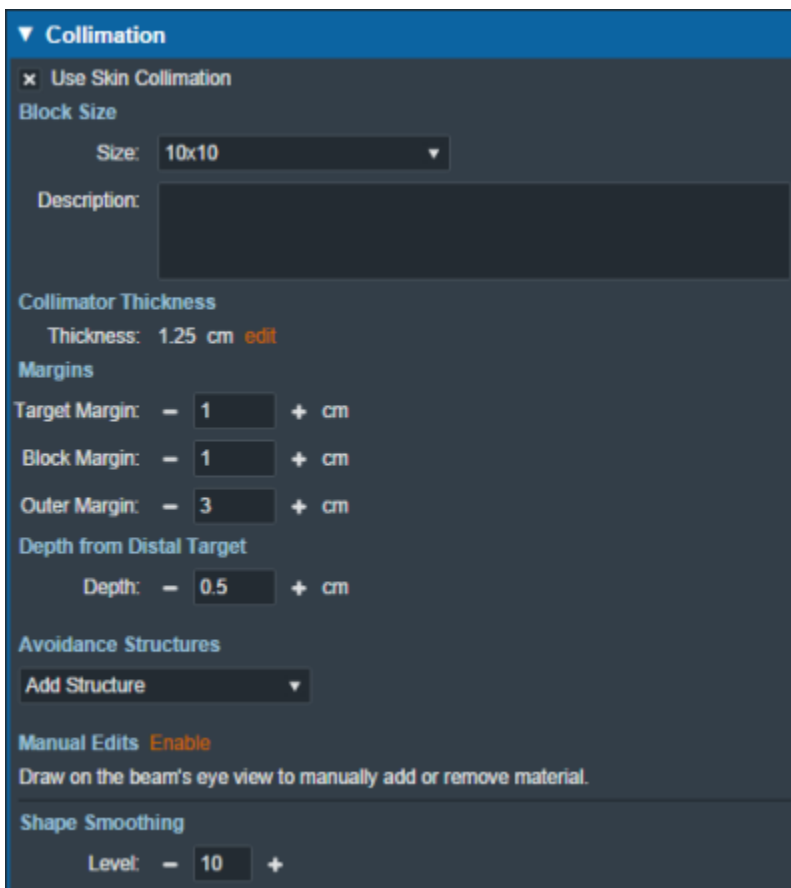 Collimation
Use Skin Collimation
Block Size
Size: 10x10
Description:
Collimator Thickness
Thickness: 1.25 cm edit
Margins
Target Margin: − 1 + cm
Block Margin: − 1 + cm
Outer Margin: − 3 + cm
Depth from Distal Target
Depth: − 0.5 + cm
Avoidance Structures
Add Structure
Manual Edits Enable
Draw on the beam's eye view to manually add or remove material.
Shape Smoothing
Level: − 10 +